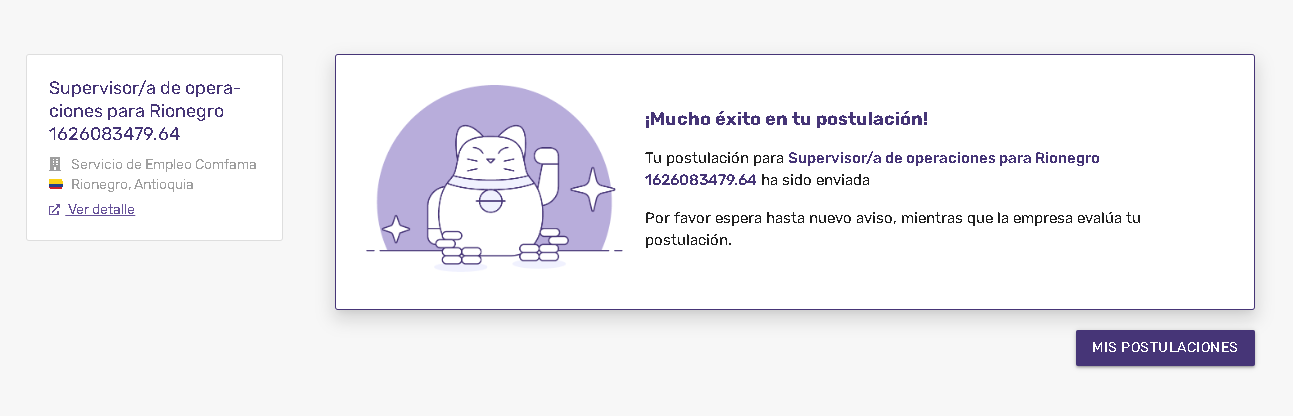 Supervisor/a de opera-
ciones para Rionegro
1626083479.64
Servicio de Empleo Comfama
Rionegro, Antioquia
Ver detalle
¡Mucho éxito en tu postulación!
Tu postulación para Supervisor/a de operaciones para Rionegro
1626083479.64 ha sido enviada
Por favor espera hasta nuevo aviso, mientras que la empresa evalúa tu
postulación.
MIS POSTULACIONES